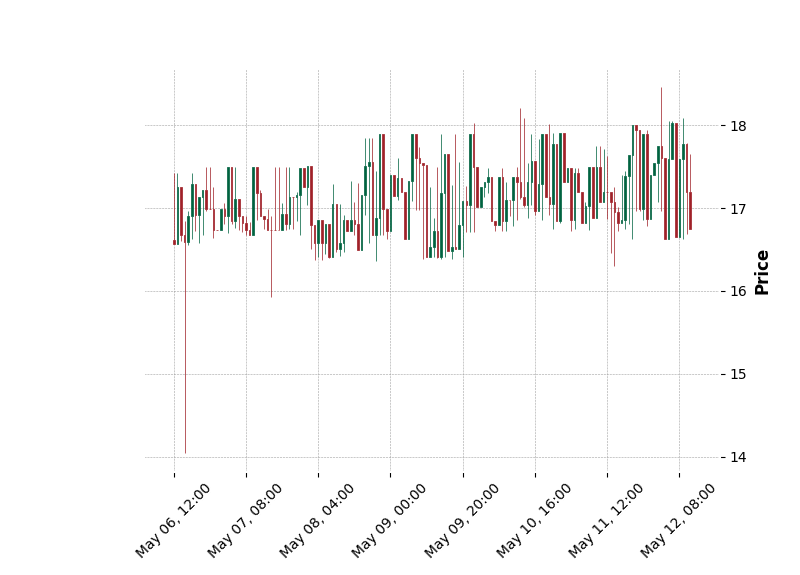 18
17
16
15
14
Price
May 06, 12:00
May 07, 08:00
May 08, 04:00
May 09, 00:00
May 09, 20:00
May 10, 16:00
May 11, 12:00
May 12, 08:00